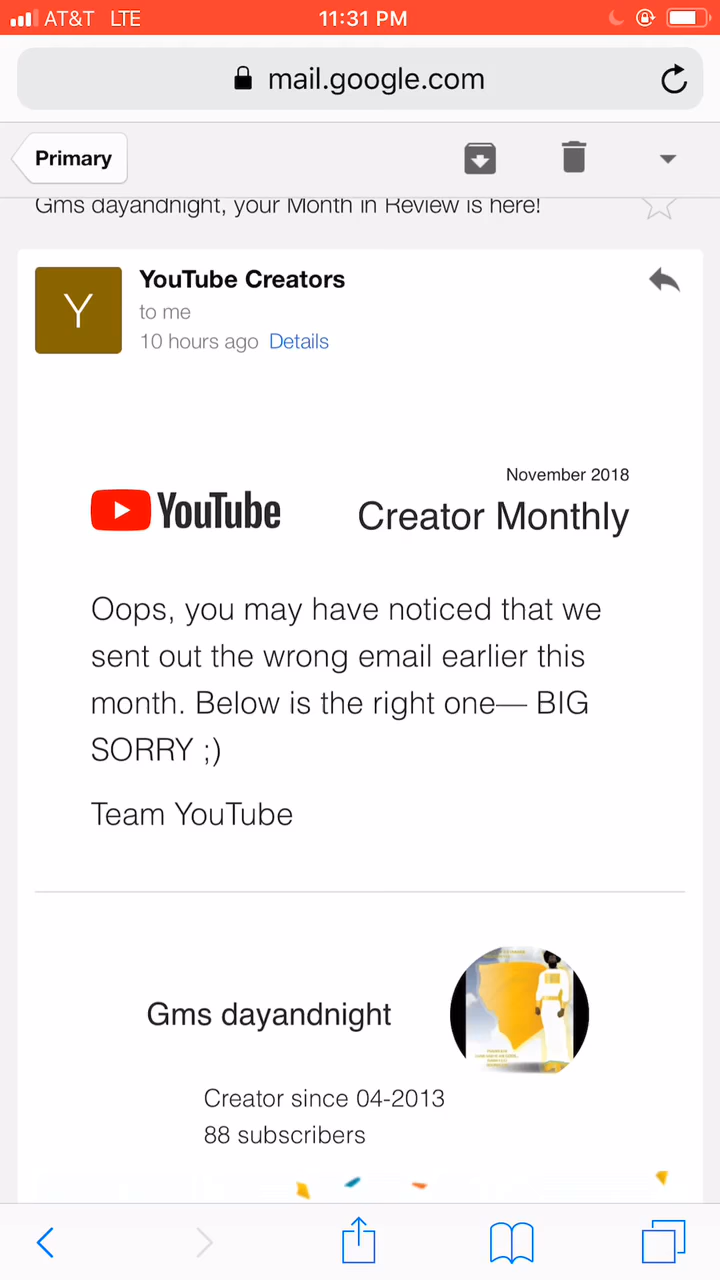 AT&T LTE 11:31 PM
mail.google.com
Primary
Gms dayandnight, your Month in Review is here!
Y
YouTube Creators
to me
10 hours ago Details
November 2018
YouTube Creator Monthly
Oops, you may have noticed that we
sent out the wrong email earlier this
month. Below is the right one— BIG
SORRY ;)
Team YouTube
Gms dayandnight
Creator since 04-2013
88 subscribers